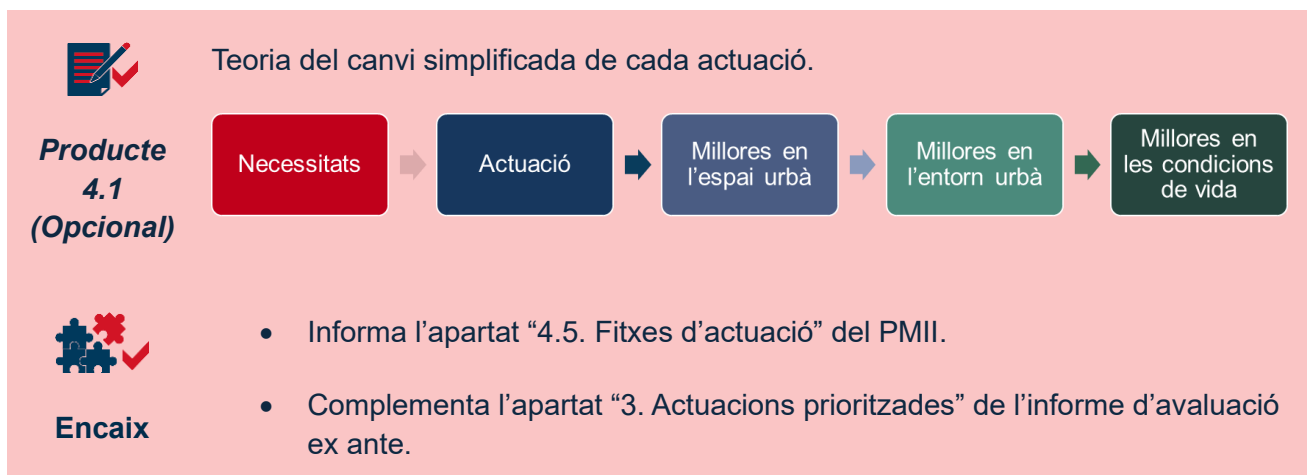 Teoria del canvi simplificada de cada actuació.
Producte
4.1
(Opcional)
Necessitats
Actuació
Millores en
l’espai urbà
Millores en
l’entorn urbà
Millores en
les condicions
de vida
Encaix
• Informa l’apartat “4.5. Fitxes d’actuació” del PMII.
• Complementa l’apartat “3. Actuacions prioritzades” de l’informe d’avaluació
ex ante.